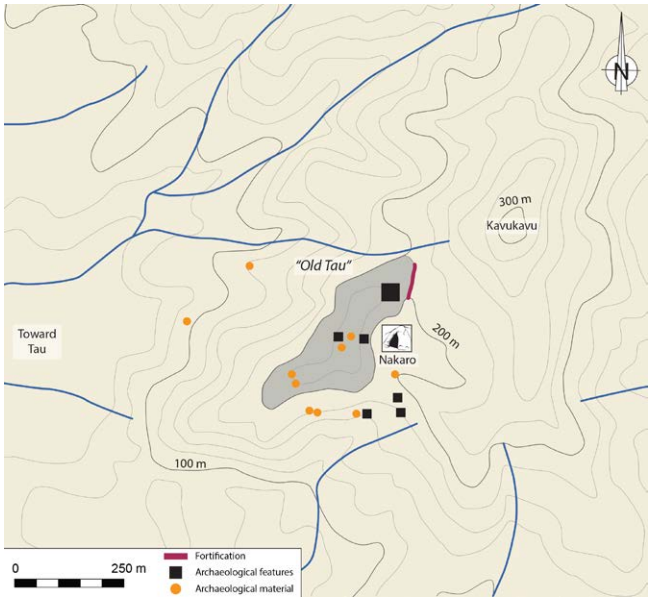 N
300 m
Kavukavu
"Old Tau"
200 m
Toward
Tau
Nakaro
100 m
0 250 m
Fortification
Archaeological features
Archaeological material